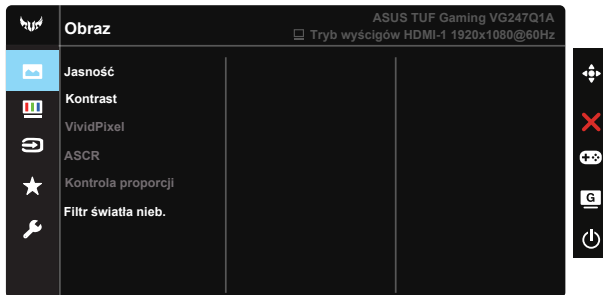 Obraz
ASUS TUF Gaming VG247Q1A
Tryb wyścigów HDMI-1 1920x1080@60Hz
Jasność
Kontrast
VividPixel
ASCR
Kontrola proporcji
Filtr światła nieb.
G